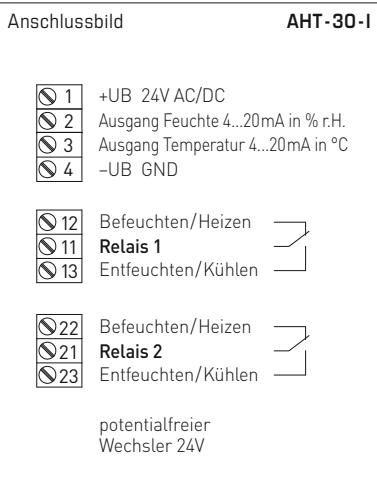 Anschlussbild AHT-30-I
1 +UB 24V AC/DC
2 Ausgang Feuchte 4...20mA in % r.H.
3 Ausgang Temperatur 4...20mA in °C
4 –UB GND
12 Befeuchten/Heizen
11 Relais 1
13 Entfeuchten/Kühlen
22 Befeuchten/Heizen
21 Relais 2
23 Entfeuchten/Kühlen
potentialfreier
Wechsler 24V